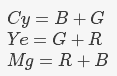 Cy = B + G
Ye = G + R
Mg = R + B